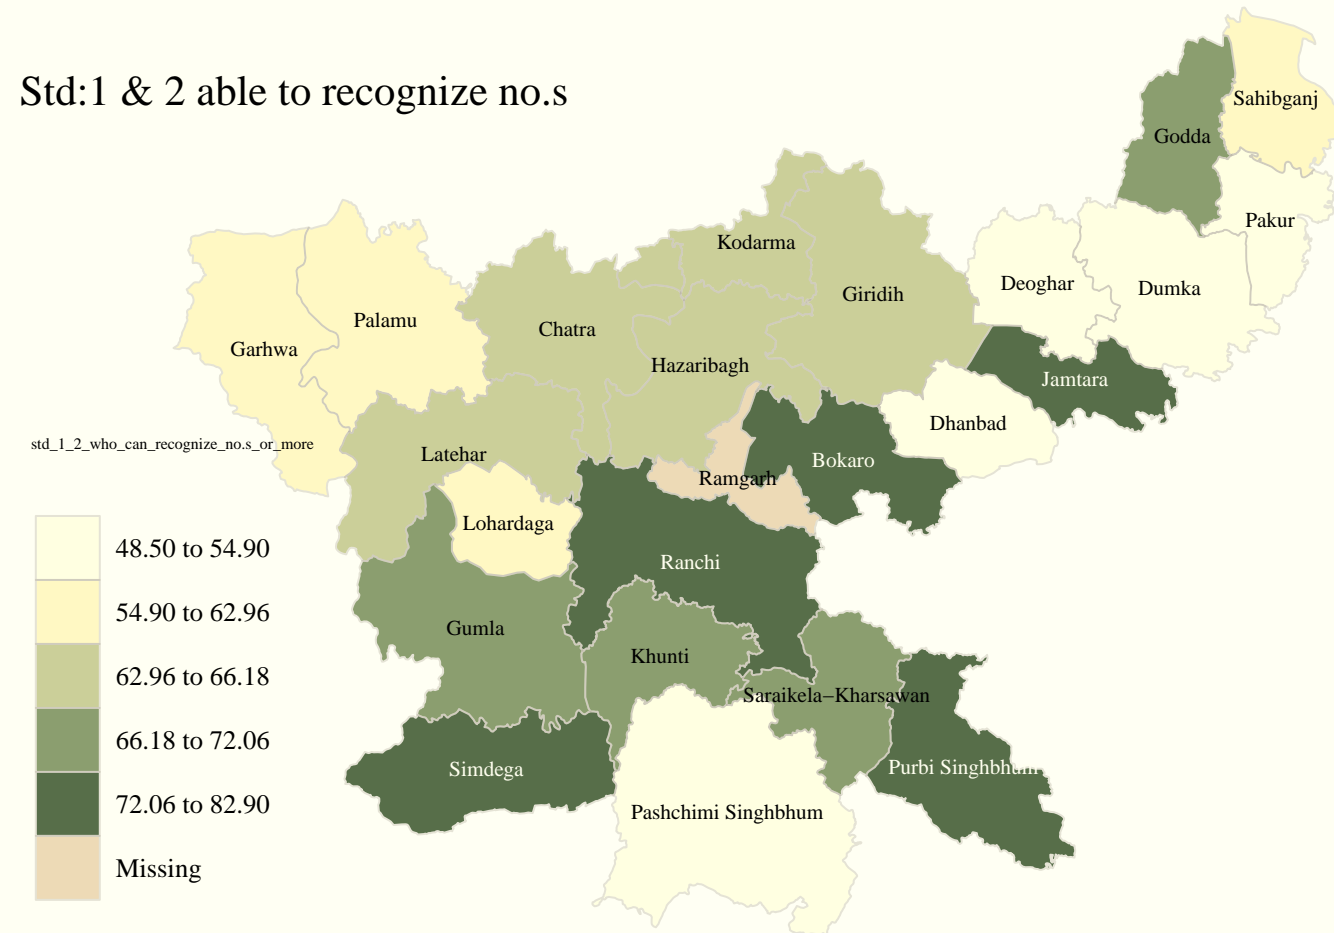 Std:1 & 2 able to recognize no.s
Sahibganj
Godda
Pakur
Kodarma
Deoghar
Dumka
Giridih
Palamu
Chatra
Garhwa
Hazaribagh
Jamtara
Dhanbad
std_1_2_who_can_recognize_no.s_or_more
Latehar
Bokaro
Ramgarh
Lohardaga
48.50 to 54.90
Ranchi
54.90 to 62.96
Gumla
Khunti
62.96 to 66.18
Saraikela−Kharsawan
66.18 to 72.06
Simdega
Purbi Singhbhum
72.06 to 82.90
Pashchimi Singhbhum
Missing